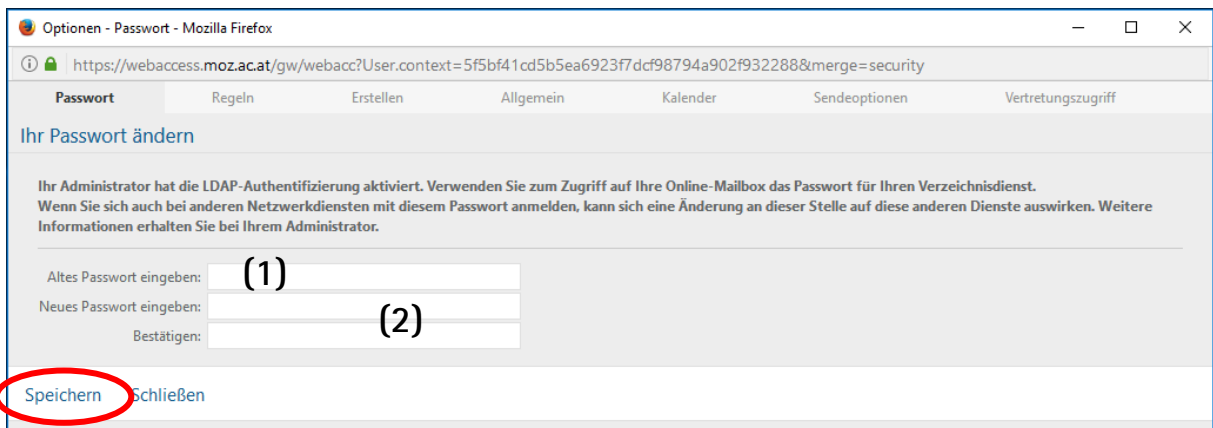 Optionen - Passwort - Mozilla Firefox
https://webaccess.moz.ac.at/gw/webacc?User.context=5f5bf41cd5b5ea6923f7dcf98794a902f932288&merge=security
Passwort Regeln Erstellen Allgemein Kalender Sendeoptionen Vertretungszugriff
Ihr Passwort ändern
Ihr Administrator hat die LDAP-Authentifizierung aktiviert. Verwenden Sie zum Zugriff auf Ihre Online-Mailbox das Passwort für Ihren Verzeichnisdienst.
Wenn Sie sich auch bei anderen Netzwerkdiensten mit diesem Passwort anmelden, kann sich eine Änderung an dieser Stelle auf diese anderen Dienste auswirken. Weitere
Informationen erhalten Sie bei Ihrem Administrator.
Altes Passwort eingeben: (1)
Neues Passwort eingeben:
(2)
Bestätigen:
Speichern Schließen